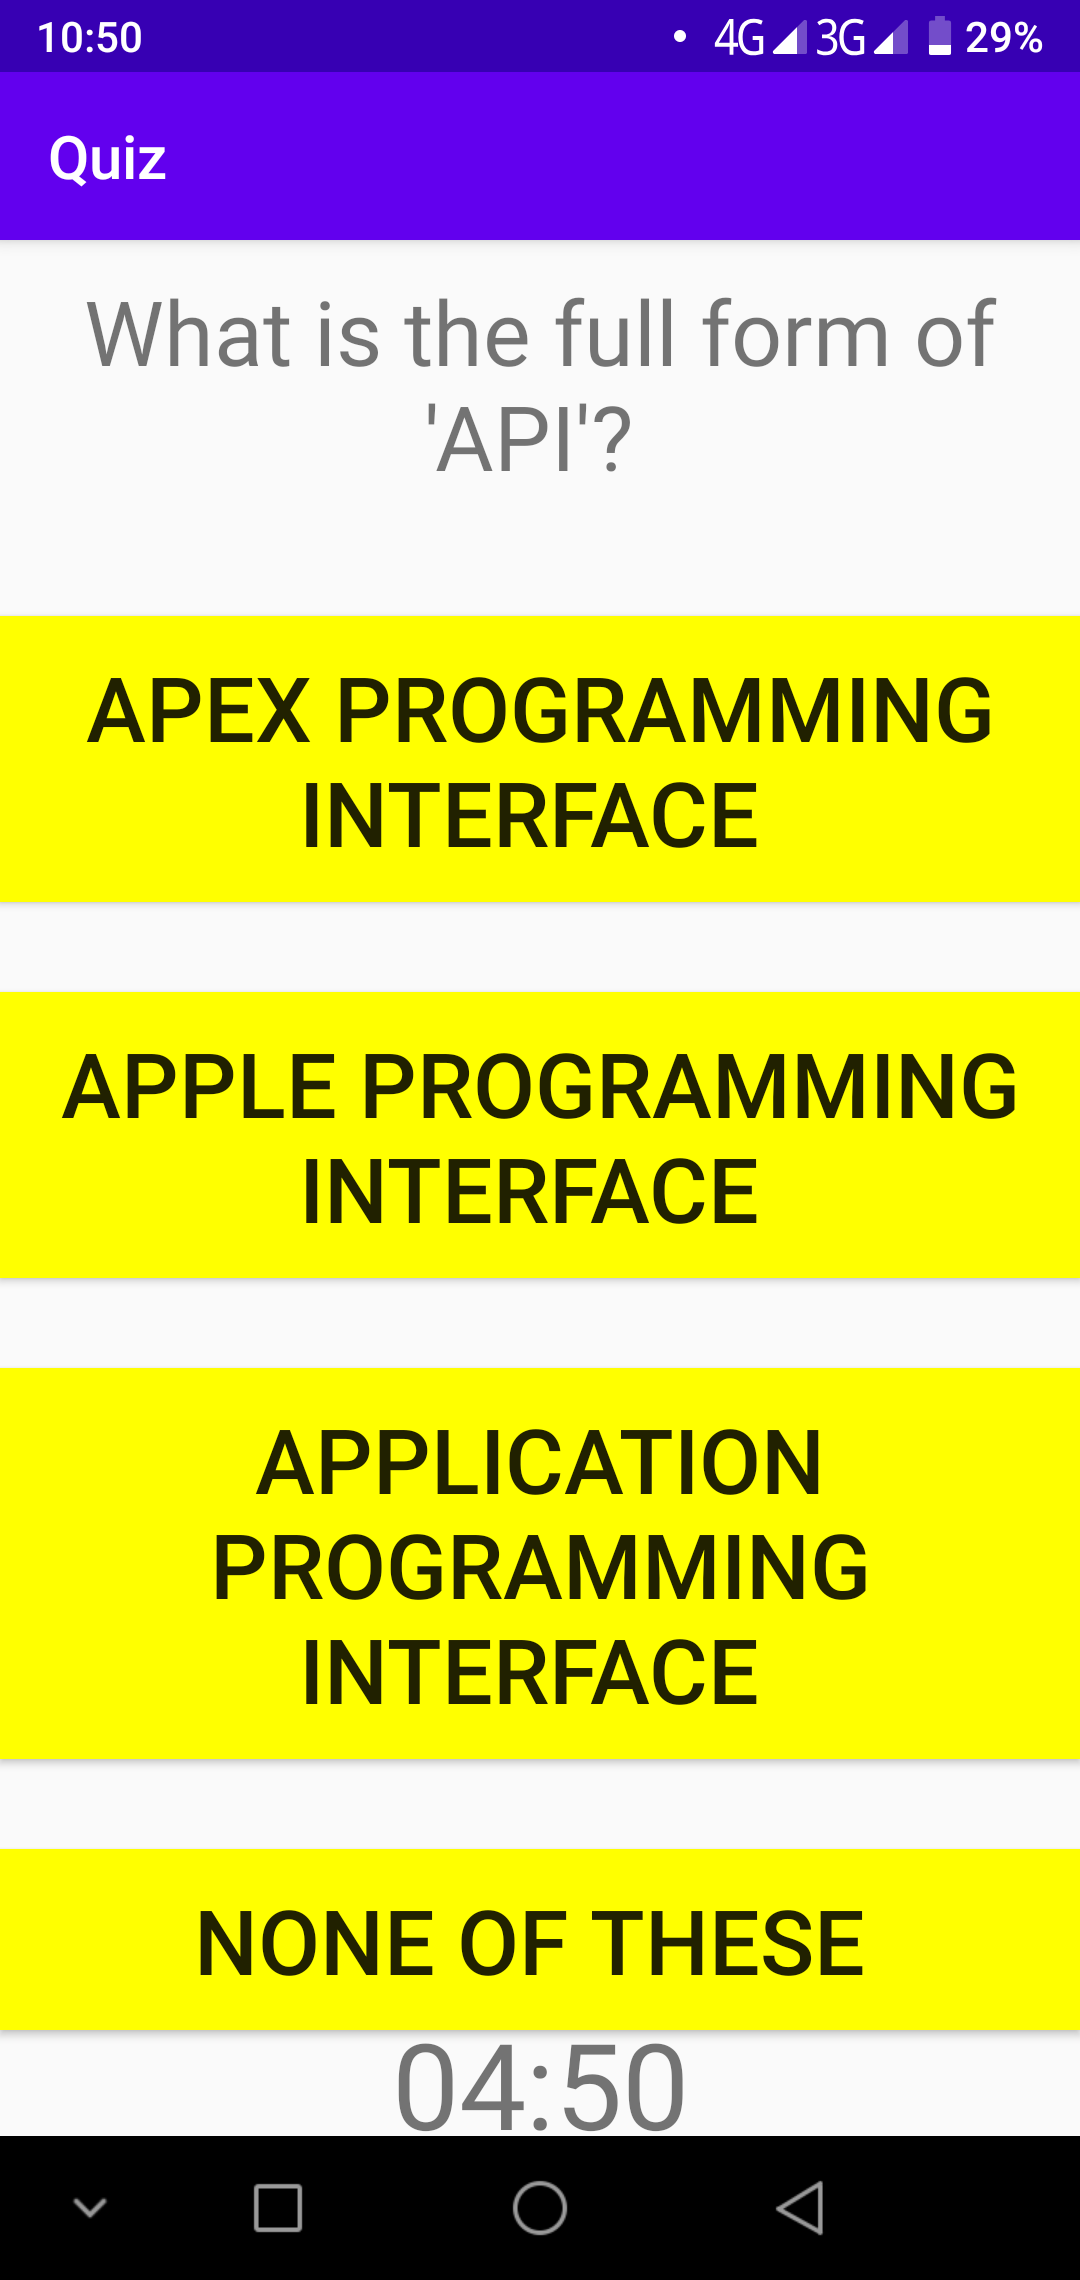 10:50 4G 3G 29%
Quiz
What is the full form of
'API'?
APEX PROGRAMMING
INTERFACE
APPLE PROGRAMMING
INTERFACE
APPLICATION
PROGRAMMING
INTERFACE
NONE OF THESE
04:50